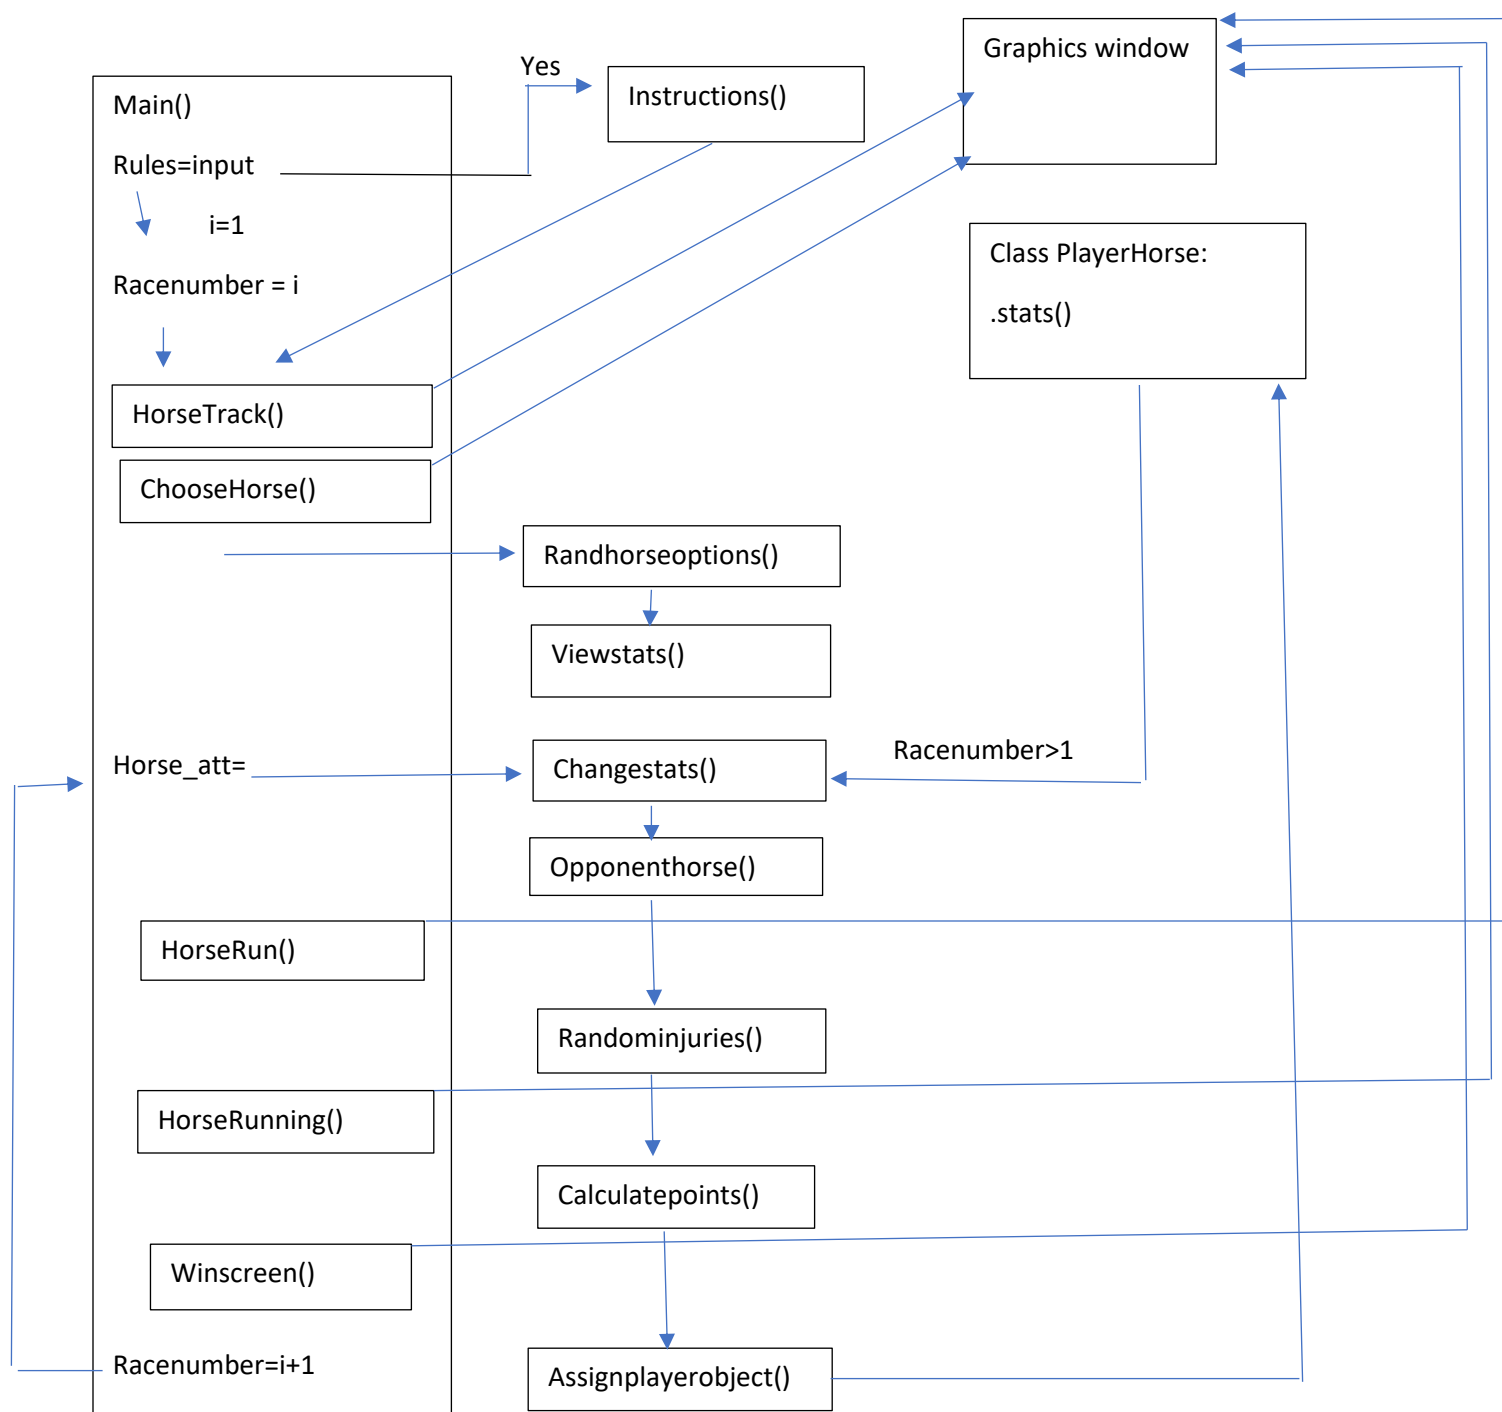 Graphics window
Yes
Instructions()
Main()
Rules=input
i=1
Class PlayerHorse:
Racenumber = i
.stats()
HorseTrack()
ChooseHorse()
Randhorseoptions()
Viewstats()
Racenumber>1
Horse_att=
Changestats()
Opponenthorse()
HorseRun()
Randominjuries()
HorseRunning()
Calculatepoints()
Winscreen()
Racenumber=i+1
Assignplayerobject()